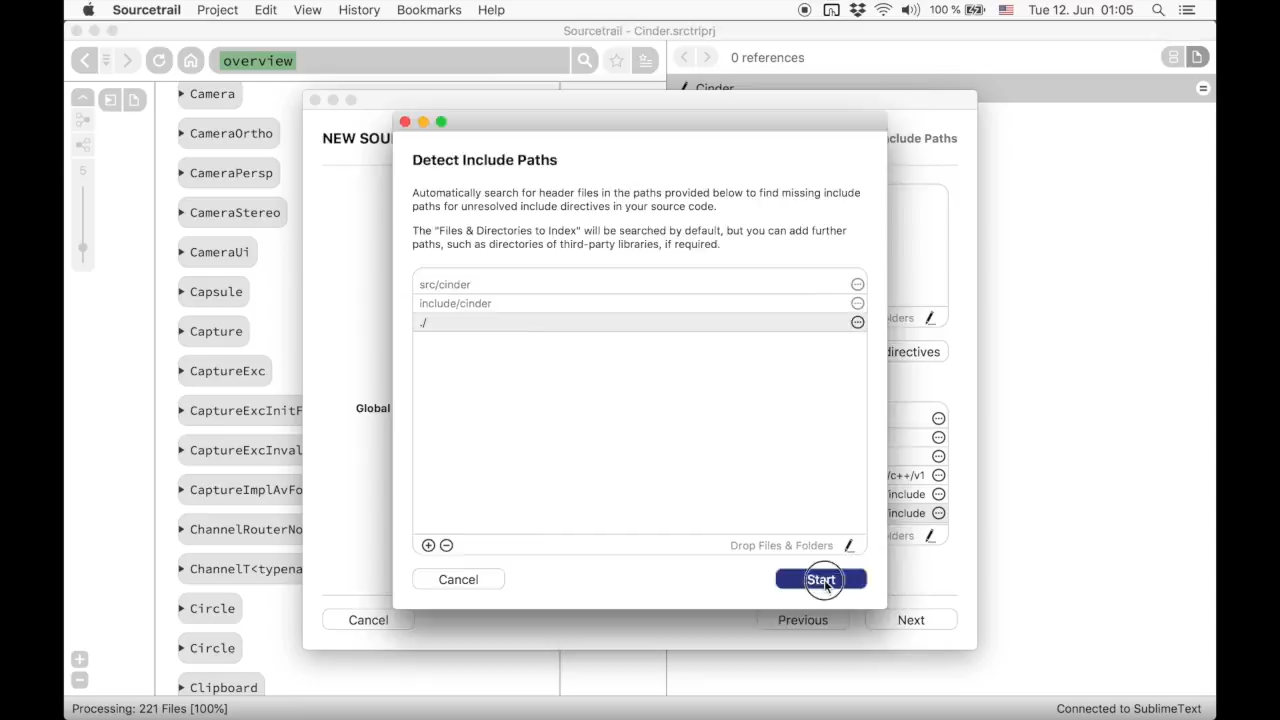 Sourcetrail Project Edit View History Bookmarks Help 100 % Tue 12. Jun 01:05
Sourcetrail - Cinder.srctrlprj
overview
0 references
Cinder
Camera
CameraOrtho
CameraPersp
CameraStereo
CameraUi
Capsule
Capture
CaptureExc
CaptureExcInitF
CaptureExcInval
CaptureImplAvFo
ChannelRouterNo
ChannelT<typena
Circle
Circle
Clipboard
5
NEW SOU
clude Paths
Detect Include Paths
Automatically search for header files in the paths provided below to find missing include
paths for unresolved include directives in your source code.
The "Files & Directories to Index" will be searched by default, but you can add further
paths, such as directories of third-party libraries, if required.
src/cinder
include/cinder
./
Drop Files & Folders
Cancel Start
lders
directives
Global
/c++/v1
include
include
lders
Cancel Previous Next
Processing: 221 Files [100%]
Connected to SublimeText